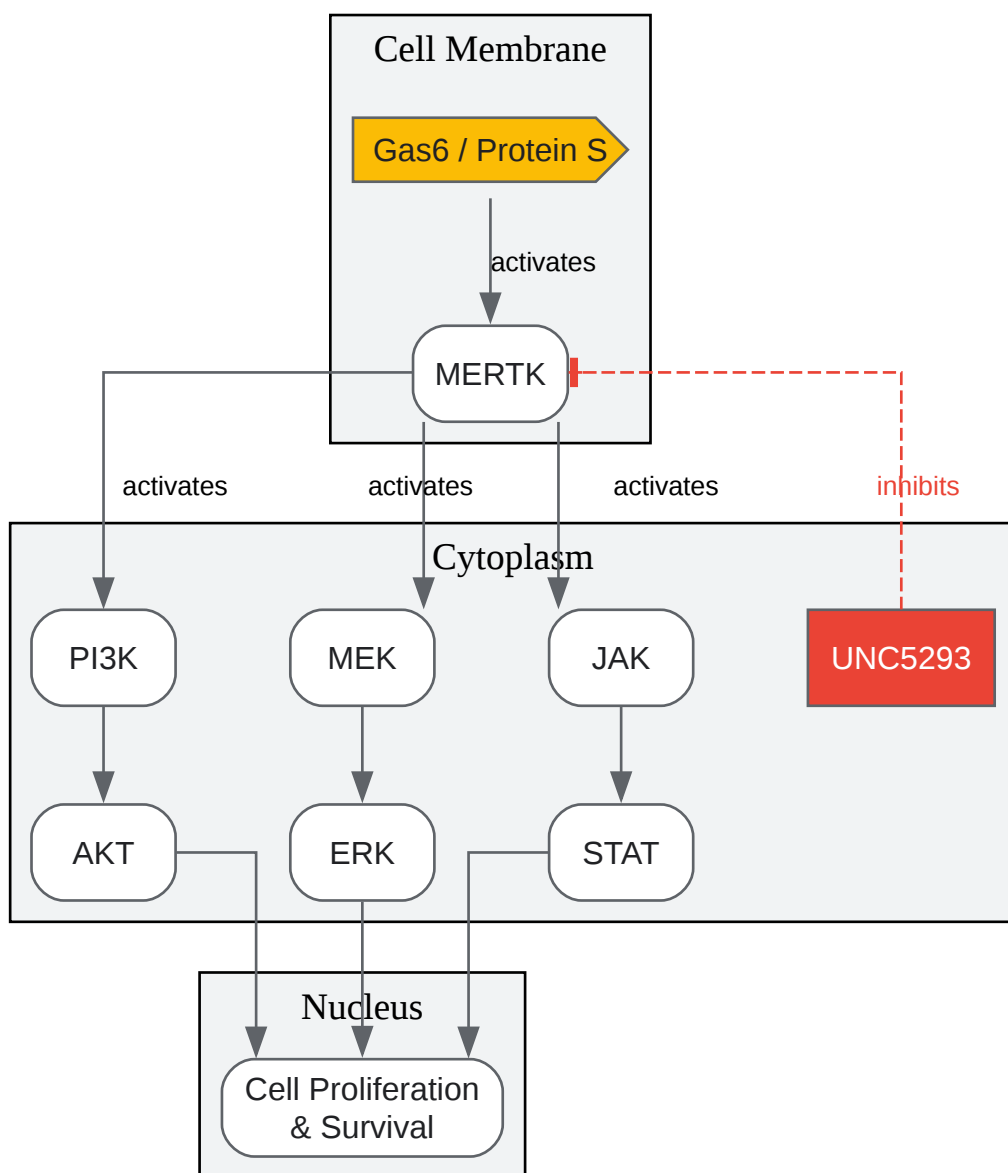 Cell Membrane
Gas6 / Protein S
activates
MERTK
activates
activates
activates
inhibits
Cytoplasm
PI3K
MEK
JAK
UNC5293
AKT
ERK
STAT
Nucleus
Cell Proliferation
& Survival